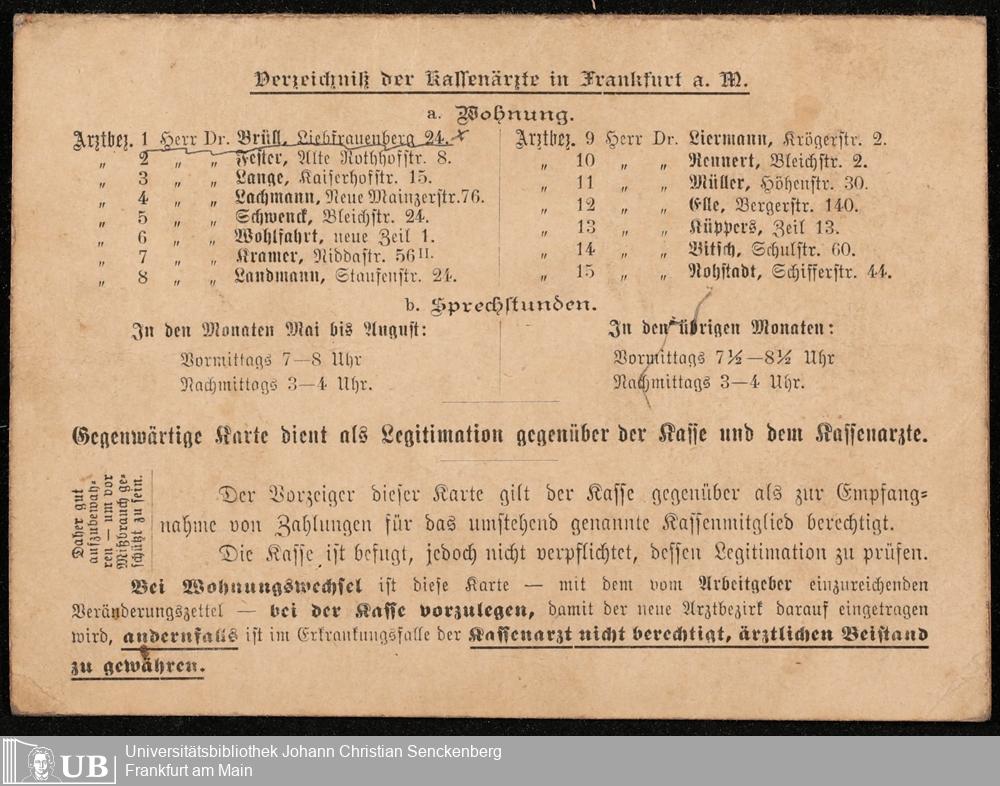 Verzeichniß der Kassenärzte in Frankfurt a. M.
a. Wohnung.
Arztbez. 1 Herr Dr. Brüll, Liebfrauenberg 24. x
„ 2 „ „ Fester, Alte Rothhofstr. 8.
„ 3 „ „ Lange, Kaiserhofstr. 15.
„ 4 „ „ Lachmann, Neue Mainzerstr. 76.
„ 5 „ „ Schwenck, Bleichstr. 24.
„ 6 „ „ Wohlfahrt, neue Zeil 1.
„ 7 „ „ Kramer, Niddastr. 56 II.
„ 8 „ „ Landmann, Staufenstr. 24.
Arztbez. 9 Herr Dr. Liermann, Krögerstr. 2.
„ 10 „ „ Rennert, Bleichstr. 2.
„ 11 „ „ Müller, Höhenstr. 30.
„ 12 „ „ Elle, Bergerstr. 140.
„ 13 „ „ Küppers, Zeil 13.
„ 14 „ „ Bitsch, Schulstr. 60.
„ 15 „ „ Nohstadt, Schifferstr. 44.
b. Sprechstunden.
In den Monaten Mai bis August:
Vormittags 7—8 Uhr
Nachmittags 3—4 Uhr.
In den übrigen Monaten:
Vormittags 7½—8½ Uhr
Nachmittags 3—4 Uhr.
Gegenwärtige Karte dient als Legitimation gegenüber der Kasse und dem Kassenarzte.
Daher gut
aufzubewah-
ren — um vor
Mißbrauch ge-
schützt zu sein.
Der Vorzeiger dieser Karte gilt der Kasse gegenüber als zur Empfang-
nahme von Zahlungen für das umstehend genannte Kassenmitglied berechtigt.
Die Kasse ist befugt, jedoch nicht verpflichtet, dessen Legitimation zu prüfen.
Bei Wohnungswechsel ist diese Karte — mit dem vom Arbeitgeber einzureichenden
Veränderungszettel — bei der Kasse vorzulegen, damit der neue Arztbezirk darauf eingetragen
wird, andernfalls ist im Erkrankungsfalle der Kassenarzt nicht berechtigt, ärztlichen Beistand
zu gewähren.
UB
Universitätsbibliothek Johann Christian Senckenberg
Frankfurt am Main